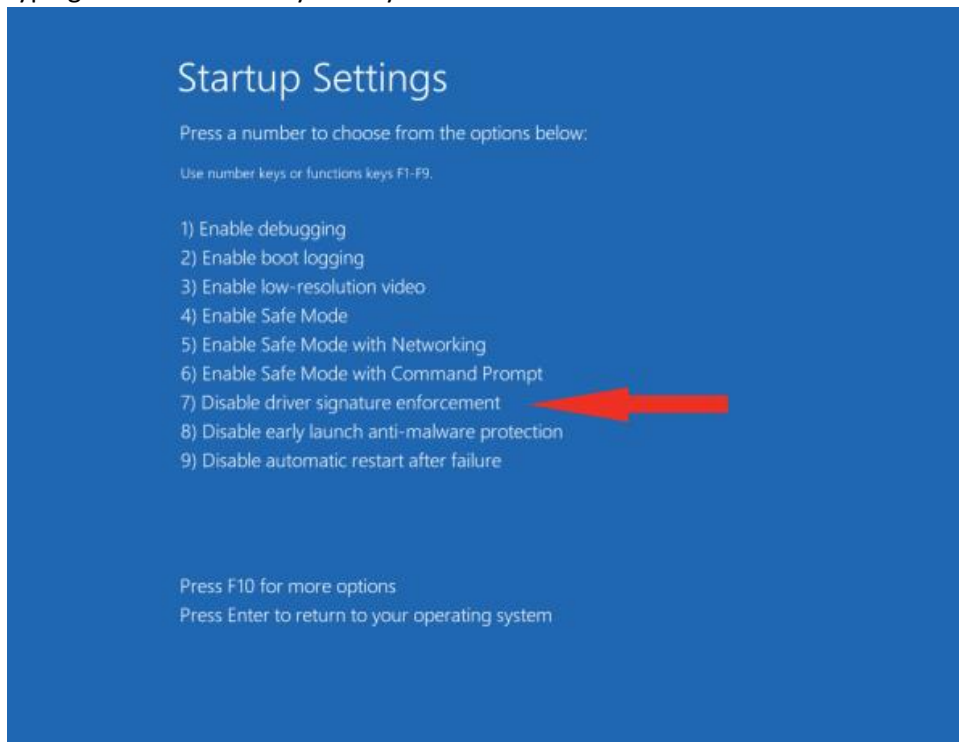 Startup Settings
Press a number to choose from the options below:
Use number keys or functions keys F1-F9.
1) Enable debugging
2) Enable boot logging
3) Enable low-resolution video
4) Enable Safe Mode
5) Enable Safe Mode with Networking
6) Enable Safe Mode with Command Prompt
7) Disable driver signature enforcement
8) Disable early launch anti-malware protection
9) Disable automatic restart after failure
Press F10 for more options
Press Enter to return to your operating system